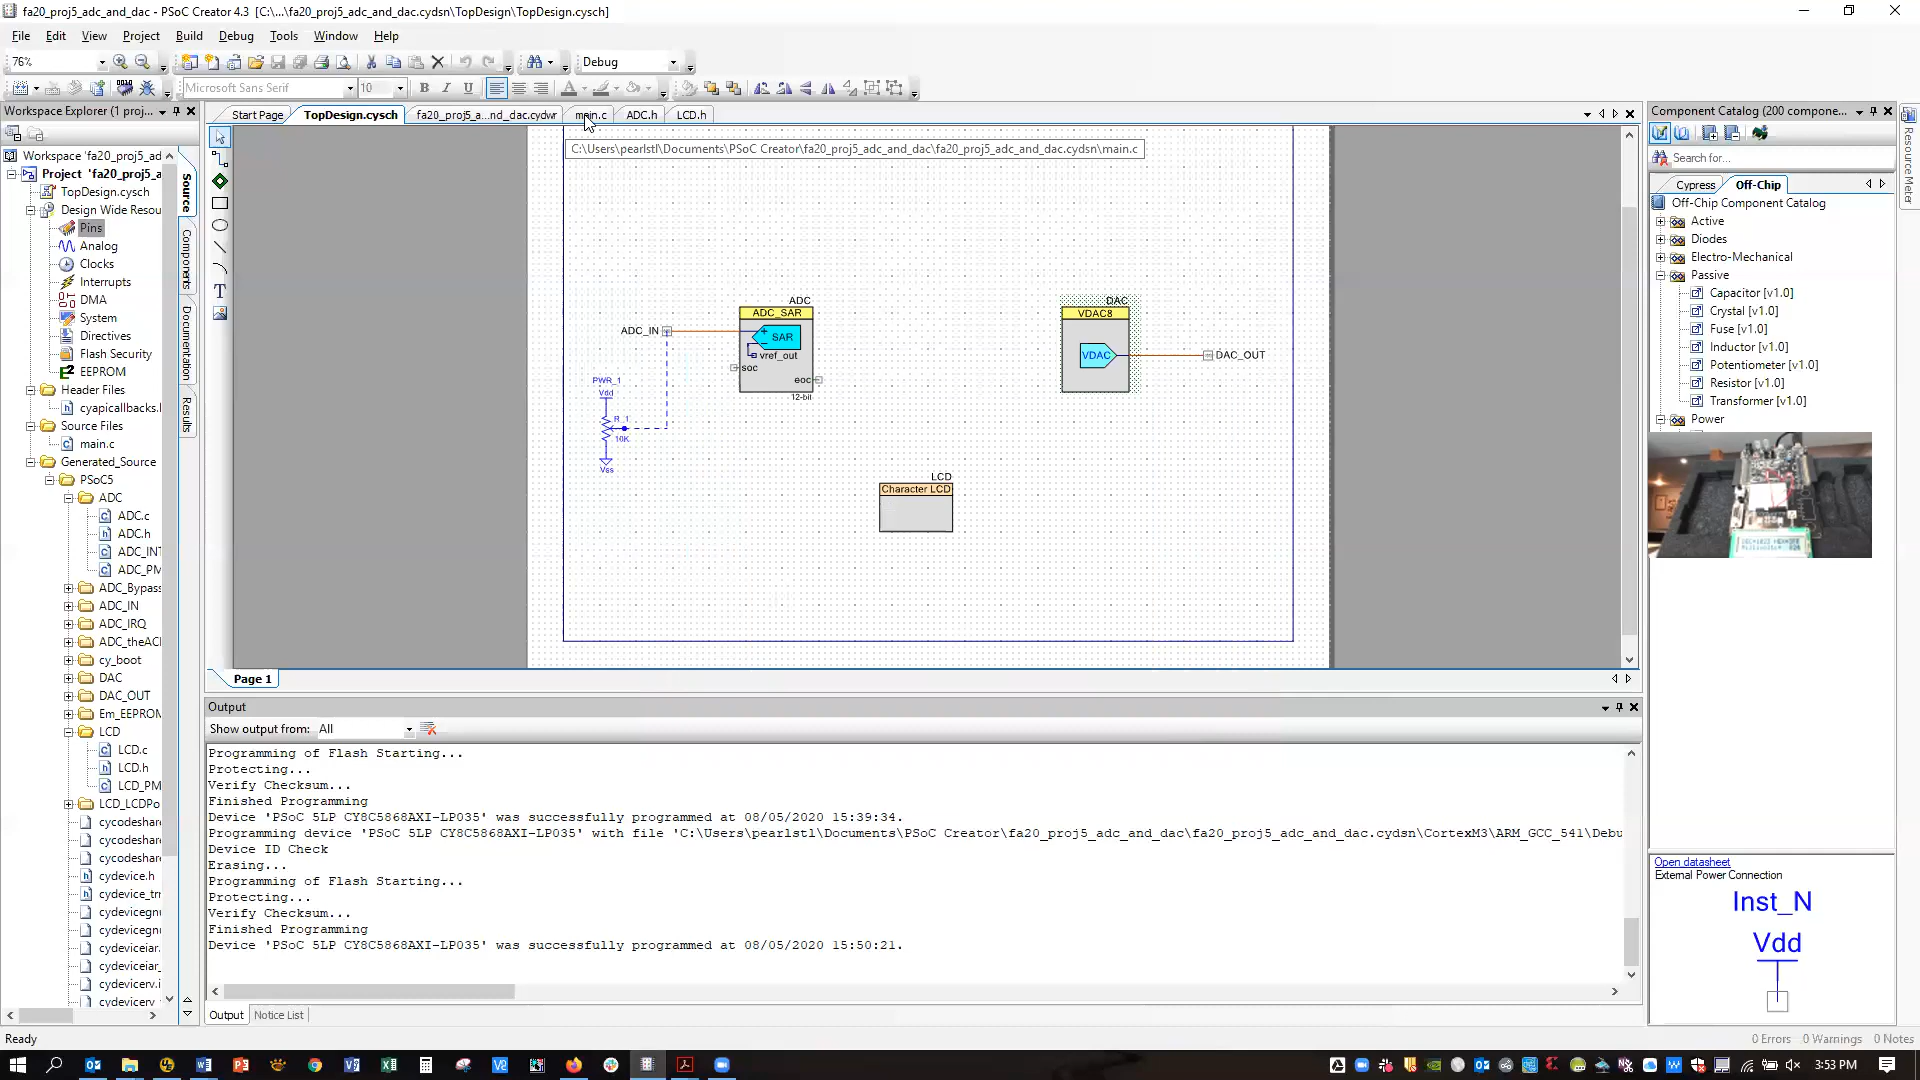 fa20_proj5_adc_and_dac - PSoC Creator 4.3 [C:\...\fa20_proj5_adc_and_dac.cydsn\TopDesign\TopDesign.cysch]
File Edit View Project Build Debug Tools Window Help
76% Debug
Microsoft Sans Serif 10 B I U
Workspace Explorer (1 proj...
Start Page TopDesign.cysch fa20_proj5_a...nd_dac.cydwr main.c ADC.h LCD.h
C:\Users\pearlstl\Documents\PSoC Creator\fa20_proj5_adc_and_dac\fa20_proj5_adc_and_dac.cydsn\main.c
Workspace 'fa20_proj5_ad
Project 'fa20_proj5_a
TopDesign.cysch
Design Wide Resou
Pins
Analog
Clocks
Interrupts
DMA
System
Directives
Flash Security
EEPROM
Header Files
cyapicallbacks.l
Source Files
main.c
Generated_Source
PSoC5
ADC
ADC.c
ADC.h
ADC_INT
ADC_PM
ADC_Bypass
ADC_IN
ADC_IRQ
ADC_theACI
cy_boot
DAC
DAC_OUT
Em_EEPROM
LCD
LCD.c
LCD.h
LCD_PM
LCD_LCDPo
cycodeshare
cycodeshare
cycodeshare
cydevice.h
cydevice_trr
cydevicegnu
cydevicegnu
cydeviceiar.
cydeviceiar_
cydevicerv.i
cydevicerv_
Source
Components
Documentation
Results
ADC
ADC_SAR
ADC_IN
SAR
vref_out
soc
eoc
12-bit
PWR_1
Vdd
R_1
10K
Vss
DAC
VDAC8
VDAC
DAC_OUT
LCD
Character LCD
Page 1
Output
Show output from: All
Programming of Flash Starting...
Protecting...
Verify Checksum...
Finished Programming
Device 'PSoC 5LP CY8C5868AXI-LP035' was successfully programmed at 08/05/2020 15:39:34.
Programming device 'PSoC 5LP CY8C5868AXI-LP035' with file 'C:\Users\pearlstl\Documents\PSoC Creator\fa20_proj5_adc_and_dac\fa20_proj5_adc_and_dac.cydsn\CortexM3\ARM_GCC_541\Debu
Device ID Check
Erasing...
Programming of Flash Starting...
Protecting...
Verify Checksum...
Finished Programming
Device 'PSoC 5LP CY8C5868AXI-LP035' was successfully programmed at 08/05/2020 15:50:21.
Output Notice List
Component Catalog (200 compone...
Search for...
Cypress Off-Chip
Off-Chip Component Catalog
Active
Diodes
Electro-Mechanical
Passive
Capacitor [v1.0]
Crystal [v1.0]
Fuse [v1.0]
Inductor [v1.0]
Potentiometer [v1.0]
Resistor [v1.0]
Transformer [v1.0]
Power
Open datasheet
External Power Connection
Inst_N
Vdd
Resource Meter
Ready
0 Errors 0 Warnings 0 Notes
3:53 PM